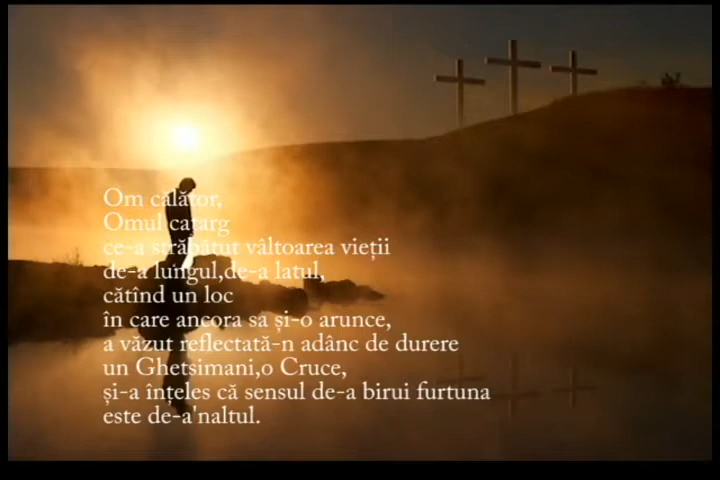 Om călător,
Omul catarg
ce-a străbătut vâltoarea vieții
de-a lungul,de-a latul,
cătînd un loc
în care ancora sa și-o arunce,
a văzut reflectată-n adânc de durere
un Ghetsimani,o Cruce,
și-a înțeles că sensul de-a birui furtuna
este de-a'naltul.